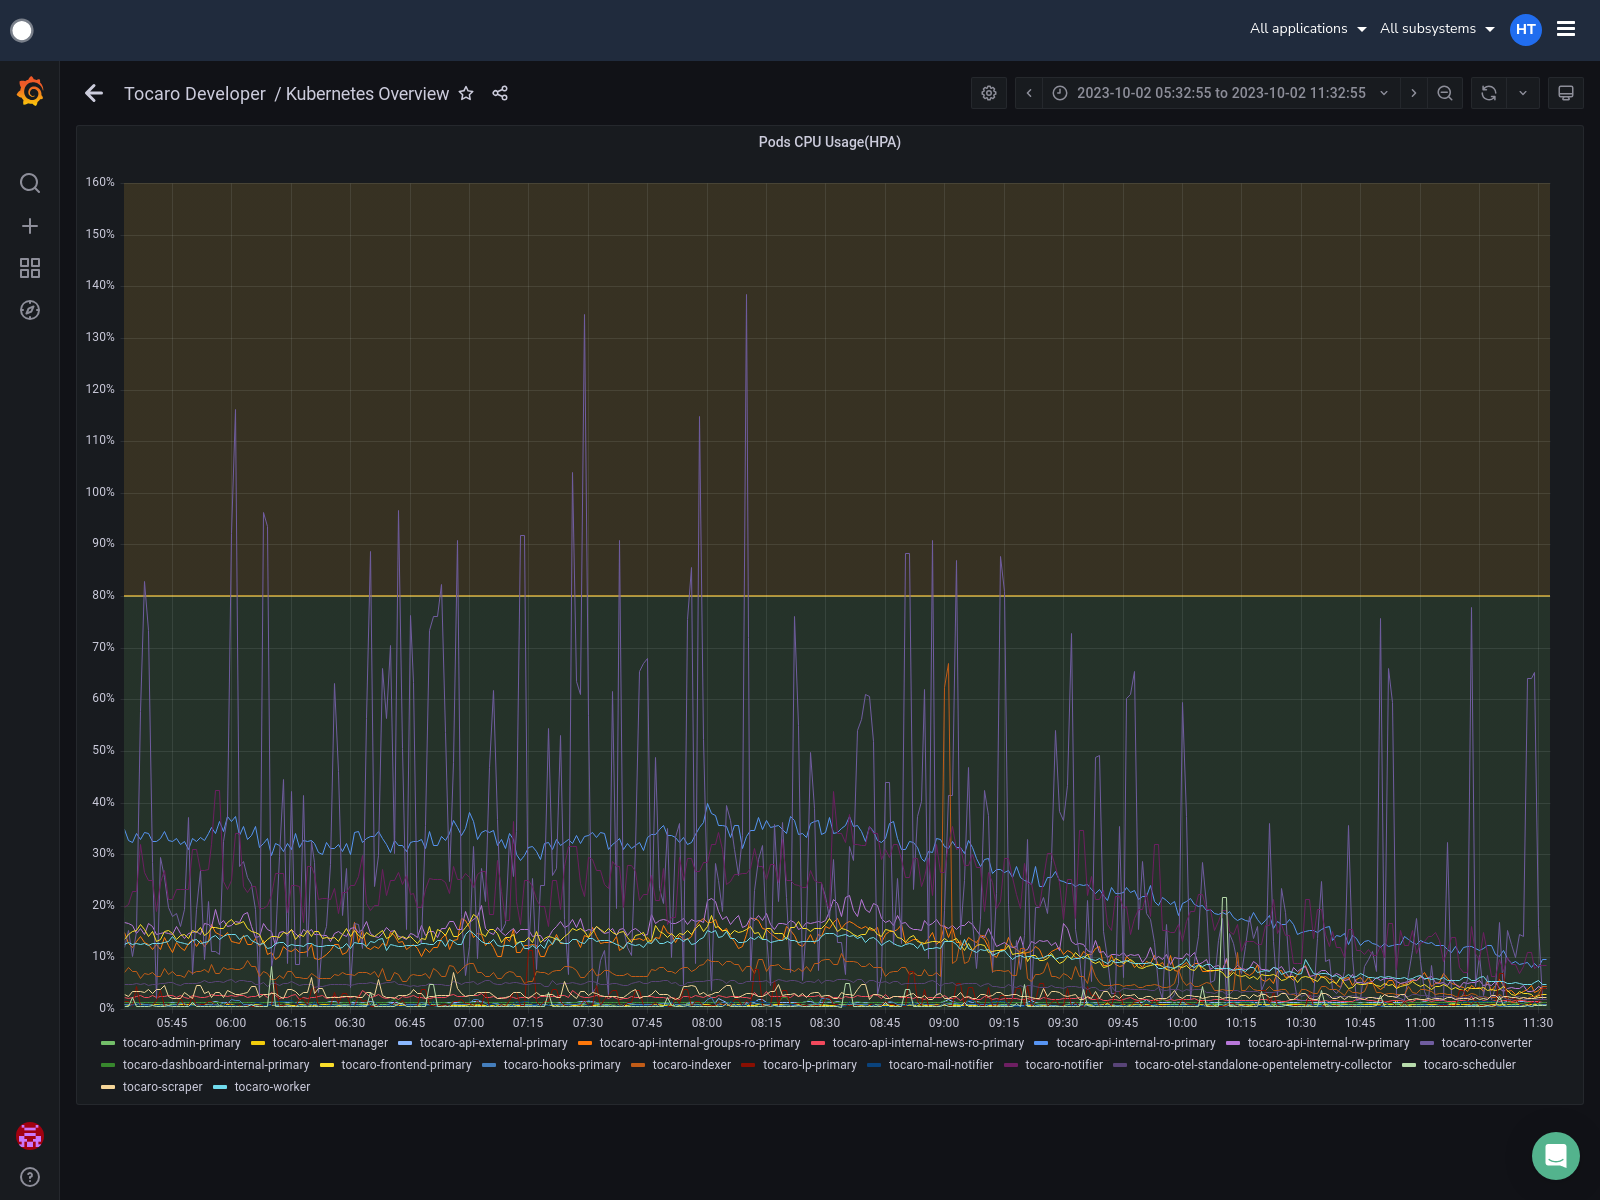 All applications All subsystems HT
Tocaro Developer / Kubernetes Overview 2023-10-02 05:32:55 to 2023-10-02 11:32:55
Pods CPU Usage(HPA)
160%
150%
140%
130%
120%
110%
100%
90%
80%
70%
60%
50%
40%
30%
20%
10%
0%
05:45 06:00 06:15 06:30 06:45 07:00 07:15 07:30 07:45 08:00 08:15 08:30 08:45 09:00 09:15 09:30 09:45 10:00 10:15 10:30 10:45 11:00 11:15 11:30
tocaro-admin-primary tocaro-alert-manager tocaro-api-external-primary tocaro-api-internal-groups-ro-primary tocaro-api-internal-news-ro-primary tocaro-api-internal-ro-primary tocaro-api-internal-rw-primary tocaro-converter
tocaro-dashboard-internal-primary tocaro-frontend-primary tocaro-hooks-primary tocaro-indexer tocaro-lp-primary tocaro-mail-notifier tocaro-notifier tocaro-otel-standalone-opentelemetry-collector tocaro-scheduler
tocaro-scraper tocaro-worker
?